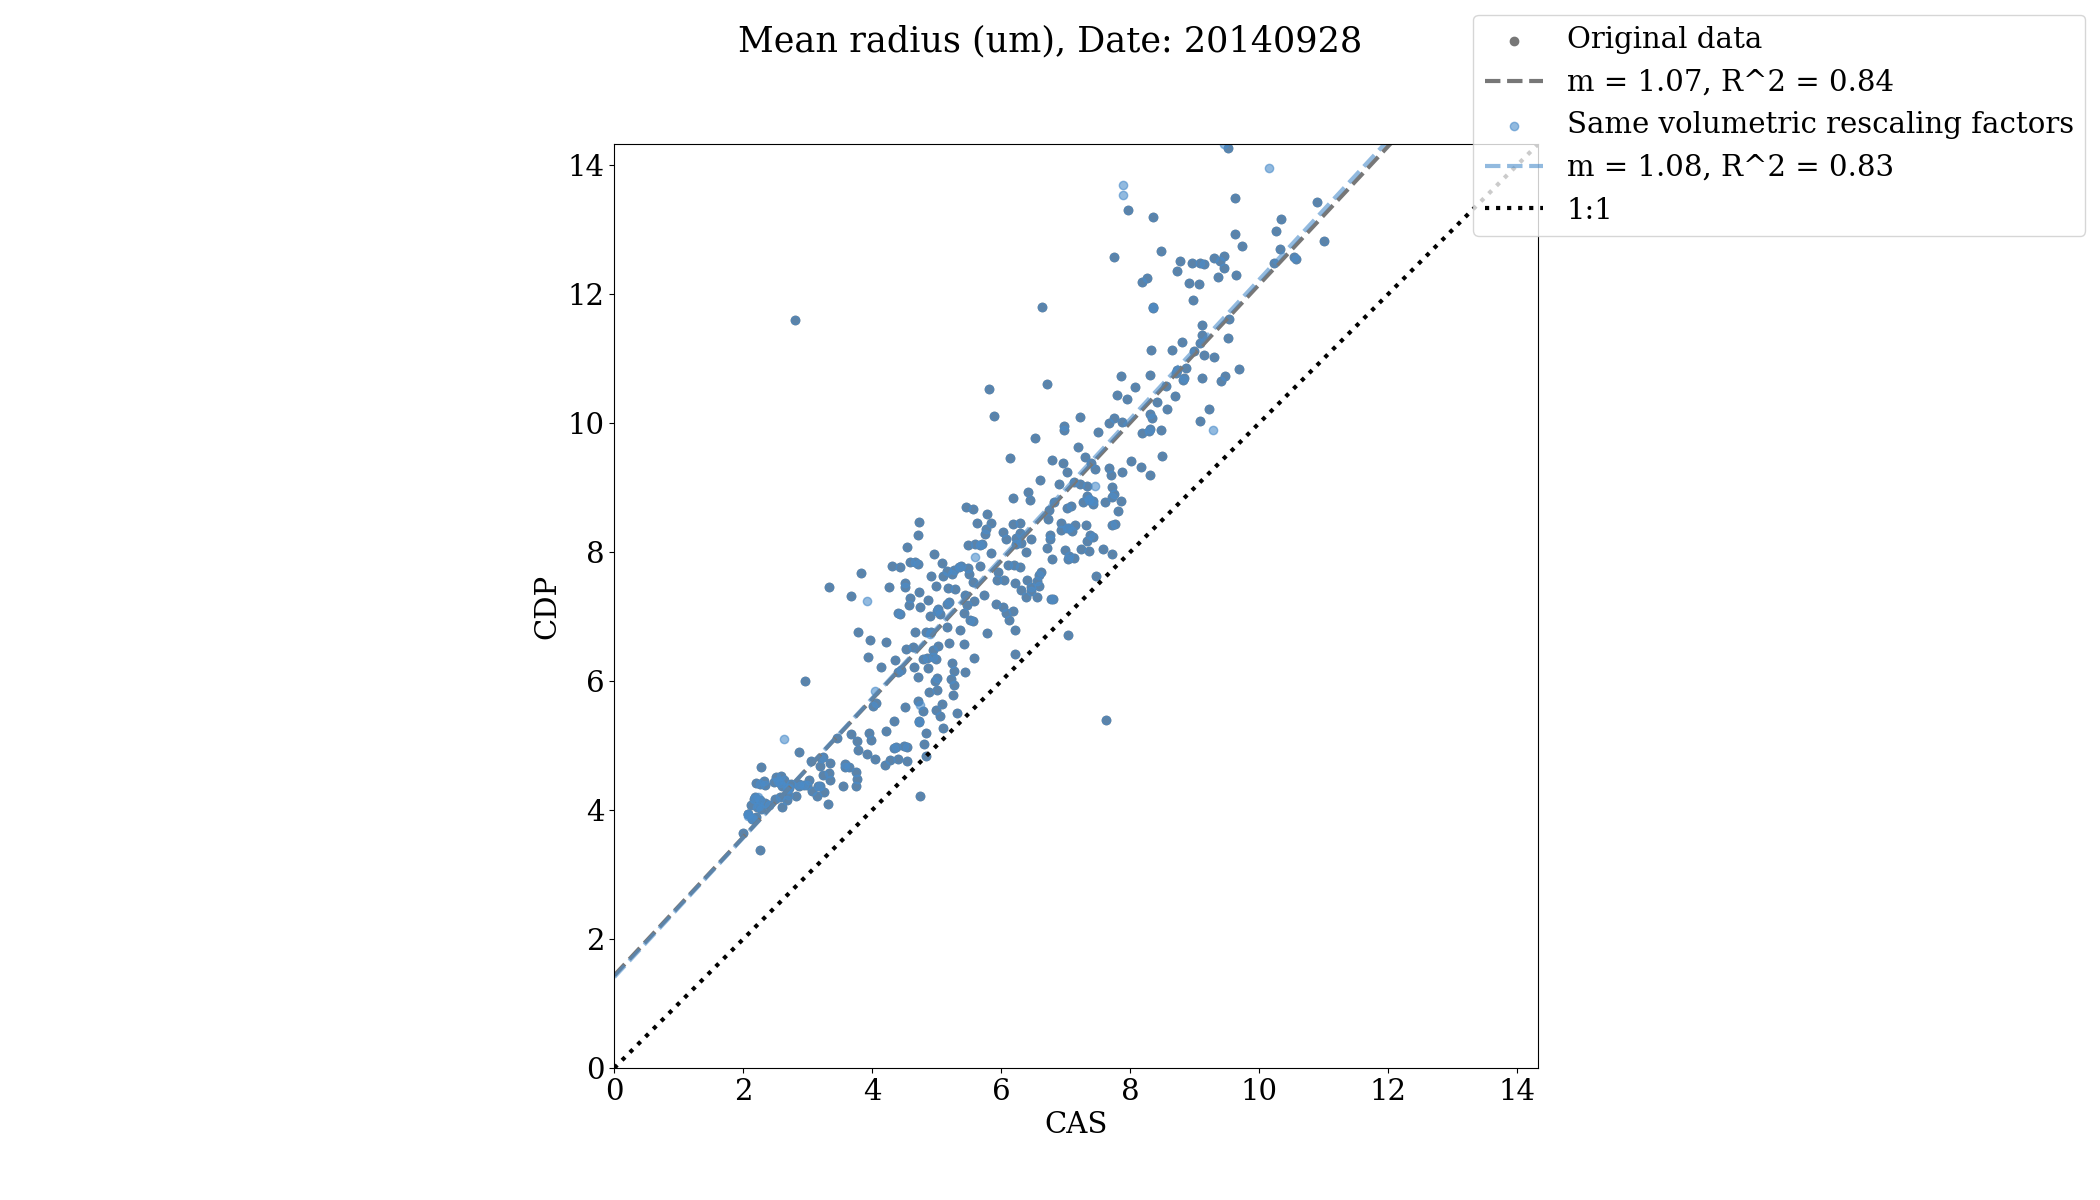 Mean radius (um), Date: 20140928
Original data
m = 1.07, R^2 = 0.84
Same volumetric rescaling factors
m = 1.08, R^2 = 0.83
1:1
14
12
10
8
6
4
2
0
CDP
0 2 4 6 8 10 12 14
CAS